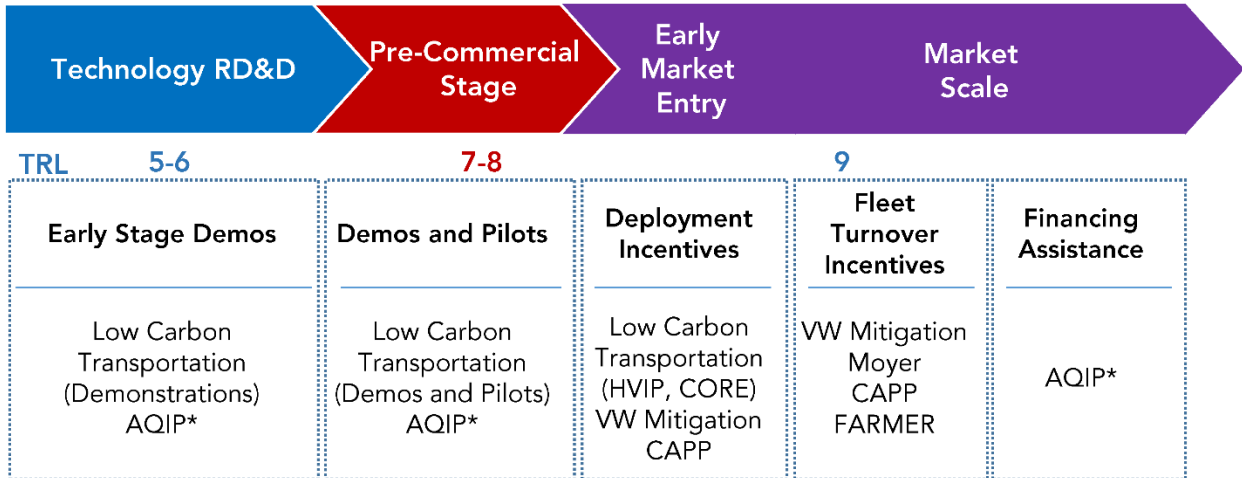 Technology RD&D
Pre-Commercial
Stage
Early
Market
Entry
Market
Scale
TRL
5-6
7-8
9
Early Stage Demos
Low Carbon
Transportation
(Demonstrations)
AQIP*
Demos and Pilots
Low Carbon
Transportation
(Demos and Pilots)
AQIP*
Deployment
Incentives
Low Carbon
Transportation
(HVIP, CORE)
VW Mitigation
CAPP
Fleet
Turnover
Incentives
VW Mitigation
Moyer
CAPP
FARMER
Financing
Assistance
AQIP*